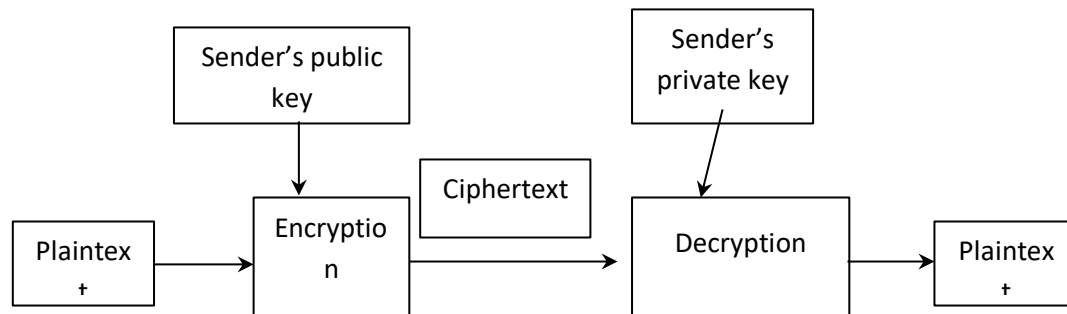 Sender’s public
key
Sender’s
private key
Ciphertext
Plaintex
t
Encryptio
n
Decryption
Plaintex
t